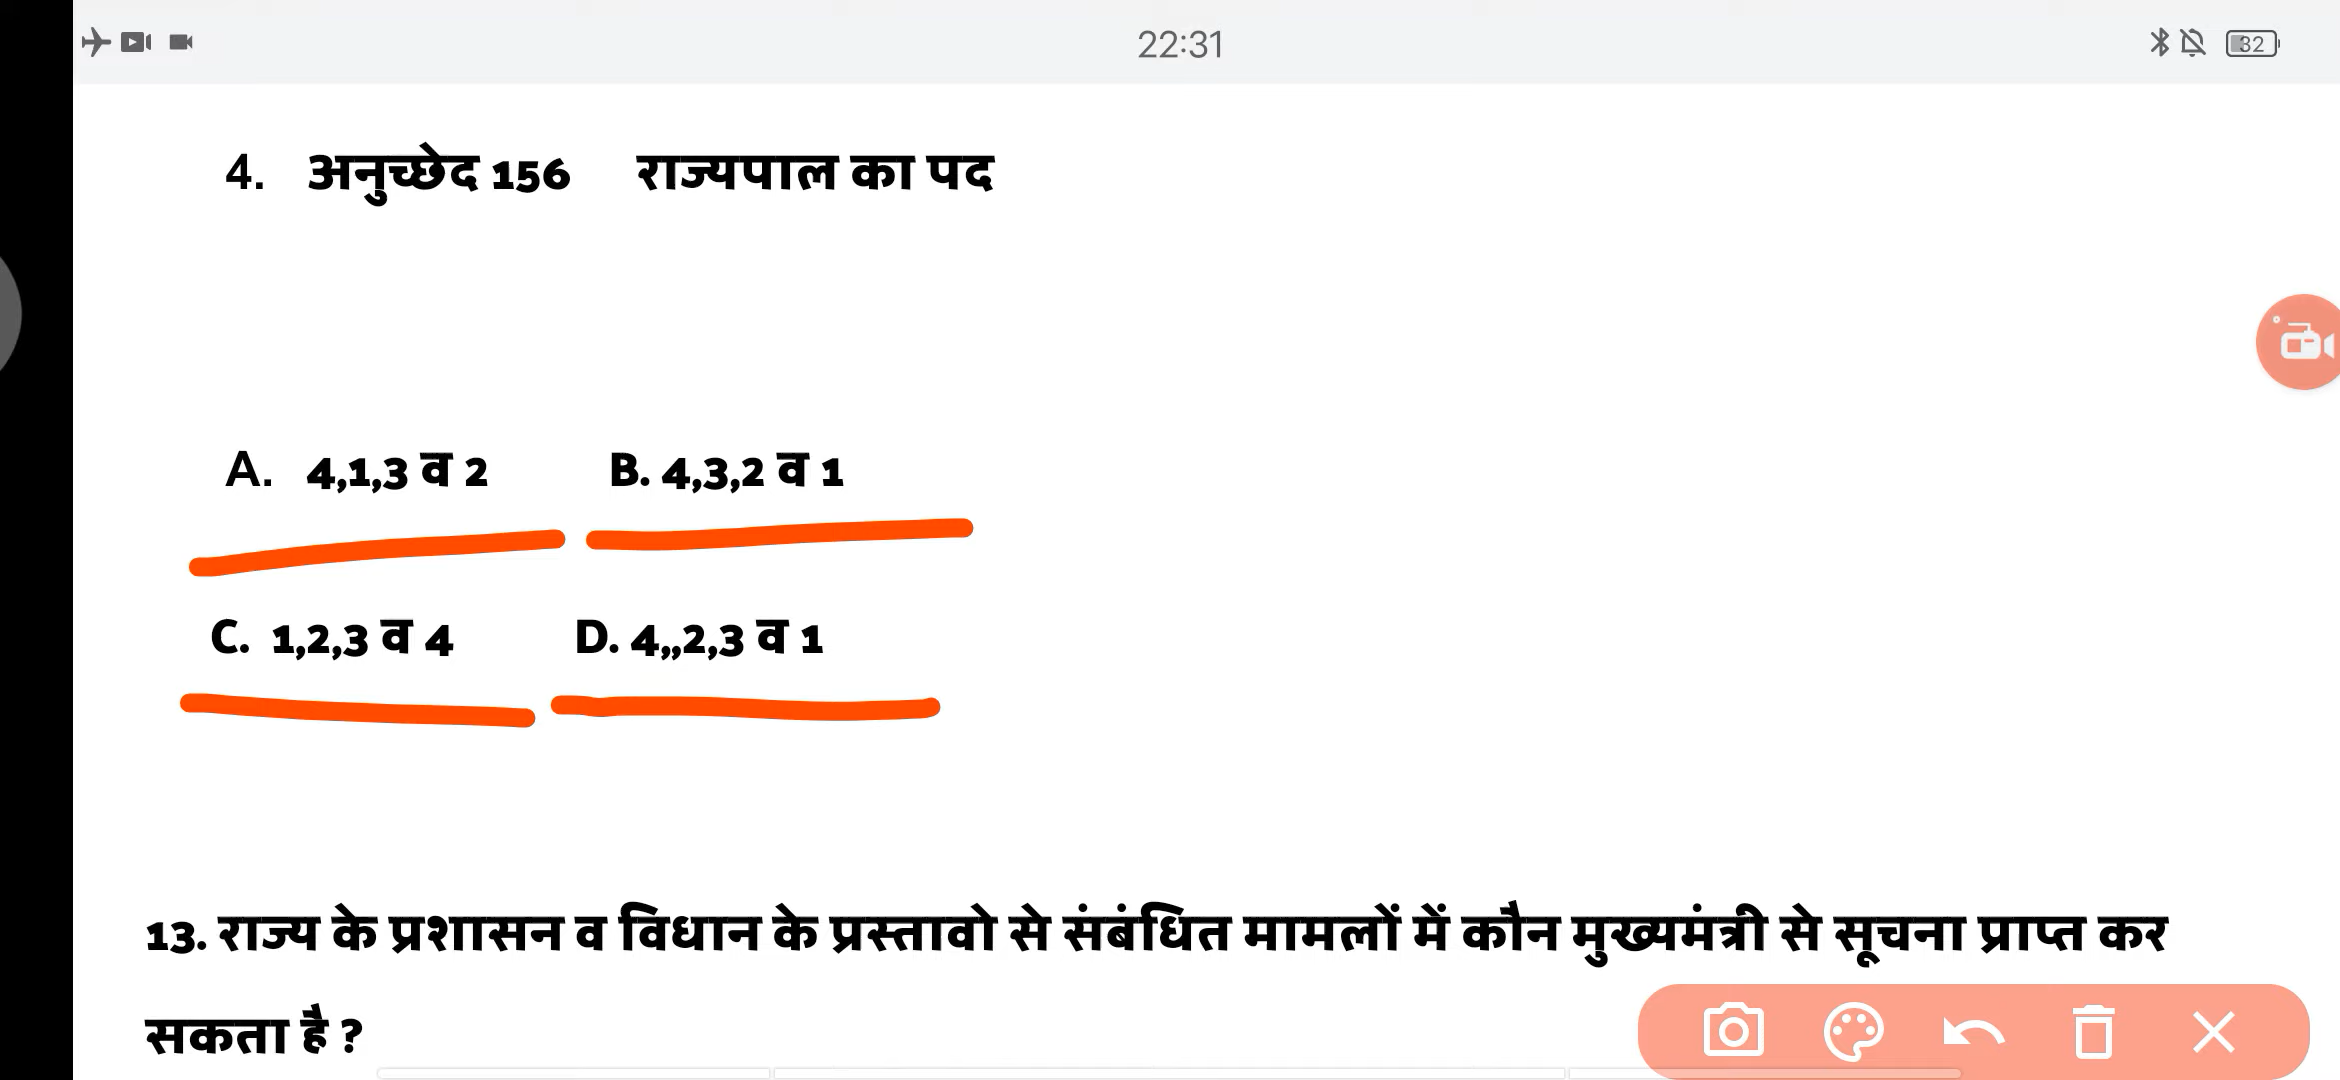 22:31
32
4. अनुच्छेद 156 राज्यपाल का पद
A. 4,1,3 व 2 B. 4,3,2 व 1
C. 1,2,3 व 4 D. 4,,2,3 व 1
13. राज्य के प्रशासन व विधान के प्रस्तावो से संबंधित मामलों में कौन मुख्यमंत्री से सूचना प्राप्त कर
सकता है ?